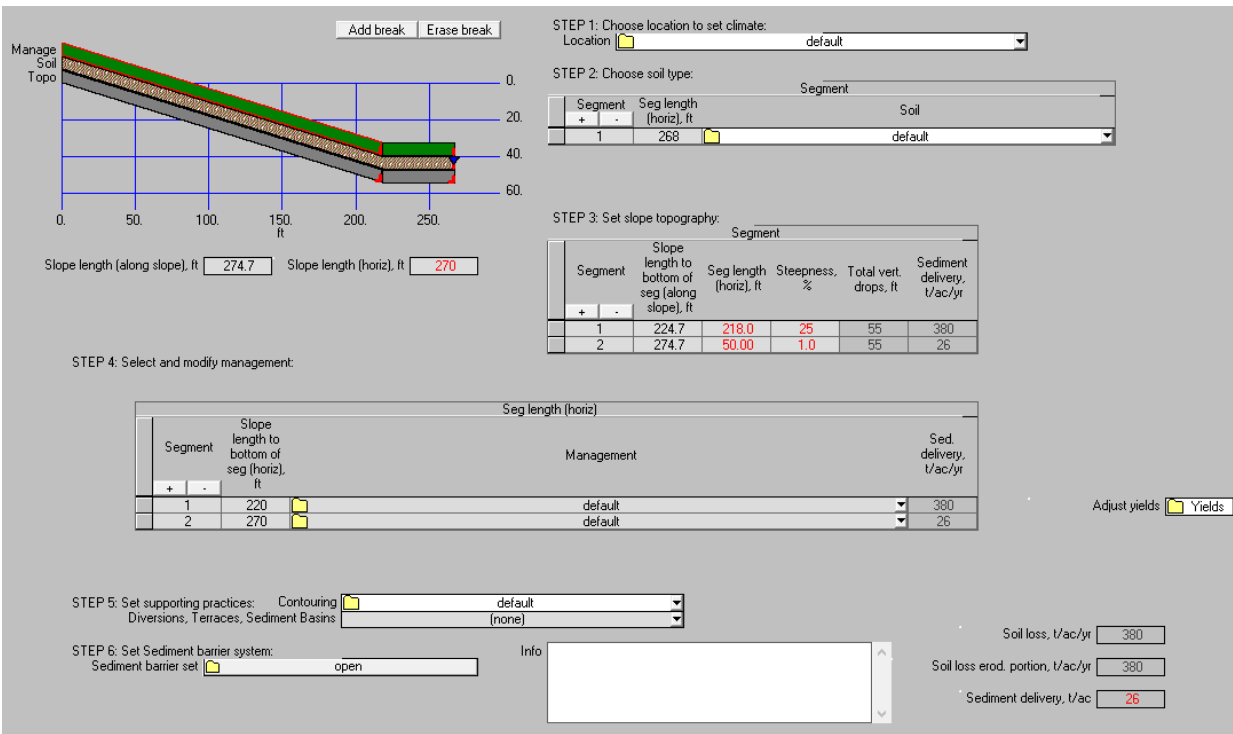 Add break Erase break
Manage
Soil
Topo
0.
20.
40.
60.
0. 50. 100. 150. 200. 250.
ft
Slope length (along slope), ft 274.7 Slope length (horiz), ft 270
STEP 1: Choose location to set climate:
Location default
STEP 2: Choose soil type:
Segment
Segment Seg length (horiz), ft Soil
+ -
1 268 default
STEP 3: Set slope topography:
Segment
Segment Slope length to bottom of seg (along slope), ft Seg length (horiz), ft Steepness, % Total vert. drops, ft Sediment delivery, t/ac/yr
+ -
1 224.7 218.0 25 55 380
2 274.7 50.00 1.0 55 26
STEP 4: Select and modify management:
Seg length (horiz)
Segment Slope length to bottom of seg (horiz), ft Management Sed. delivery, t/ac/yr
+ -
1 220 default 380
2 270 default 26
Adjust yields Yields
STEP 5: Set supporting practices: Contouring default
Diversions, Terraces, Sediment Basins (none)
STEP 6: Set Sediment barrier system:
Sediment barrier set open
Info
Soil loss, t/ac/yr 380
Soil loss erod. portion, t/ac/yr 380
Sediment delivery, t/ac 26